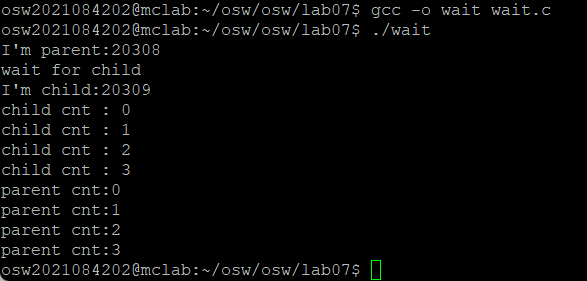 osw2021084202@mclab:~/osw/osw/lab07$ gcc -o wait wait.c
osw2021084202@mclab:~/osw/osw/lab07$ ./wait
I'm parent:20308
wait for child
I'm child:20309
child cnt : 0
child cnt : 1
child cnt : 2
child cnt : 3
parent cnt:0
parent cnt:1
parent cnt:2
parent cnt:3
osw2021084202@mclab:~/osw/osw/lab07$